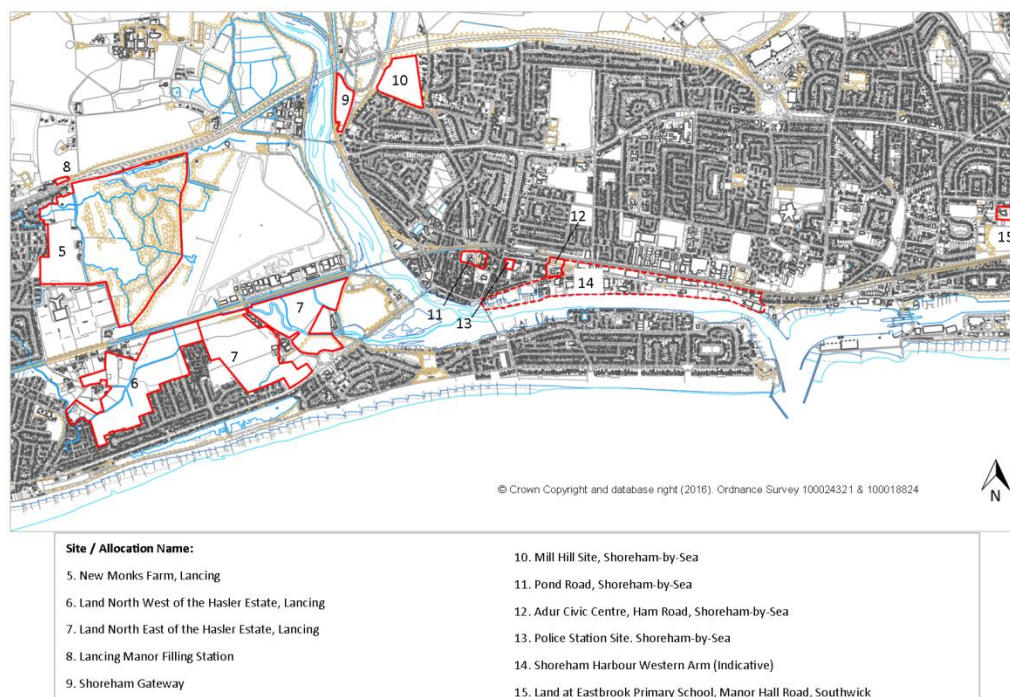 10
9
8
12
5
15
14
7
11
13
7
6
© Crown Copyright and database right (2016). Ordnance Survey 100024321 & 100018824
N
Site / Allocation Name:
5. New Monks Farm, Lancing
6. Land North West of the Hasler Estate, Lancing
7. Land North East of the Hasler Estate, Lancing
8. Lancing Manor Filling Station
9. Shoreham Gateway
10. Mill Hill Site, Shoreham-by-Sea
11. Pond Road, Shoreham-by-Sea
12. Adur Civic Centre, Ham Road, Shoreham-by-Sea
13. Police Station Site. Shoreham-by-Sea
14. Shoreham Harbour Western Arm (Indicative)
15. Land at Eastbrook Primary School, Manor Hall Road, Southwick